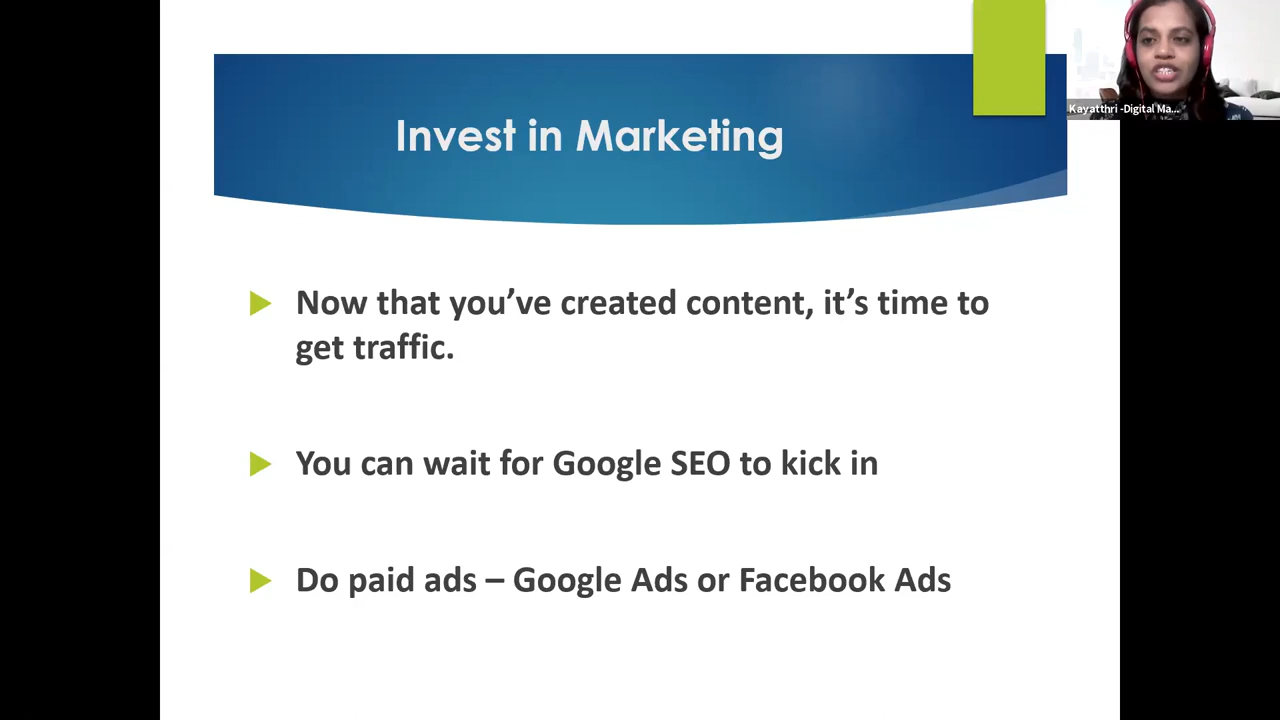 Invest in Marketing
Kayatthri -Digital Ma...
Now that you’ve created content, it’s time to
get traffic.
You can wait for Google SEO to kick in
Do paid ads – Google Ads or Facebook Ads